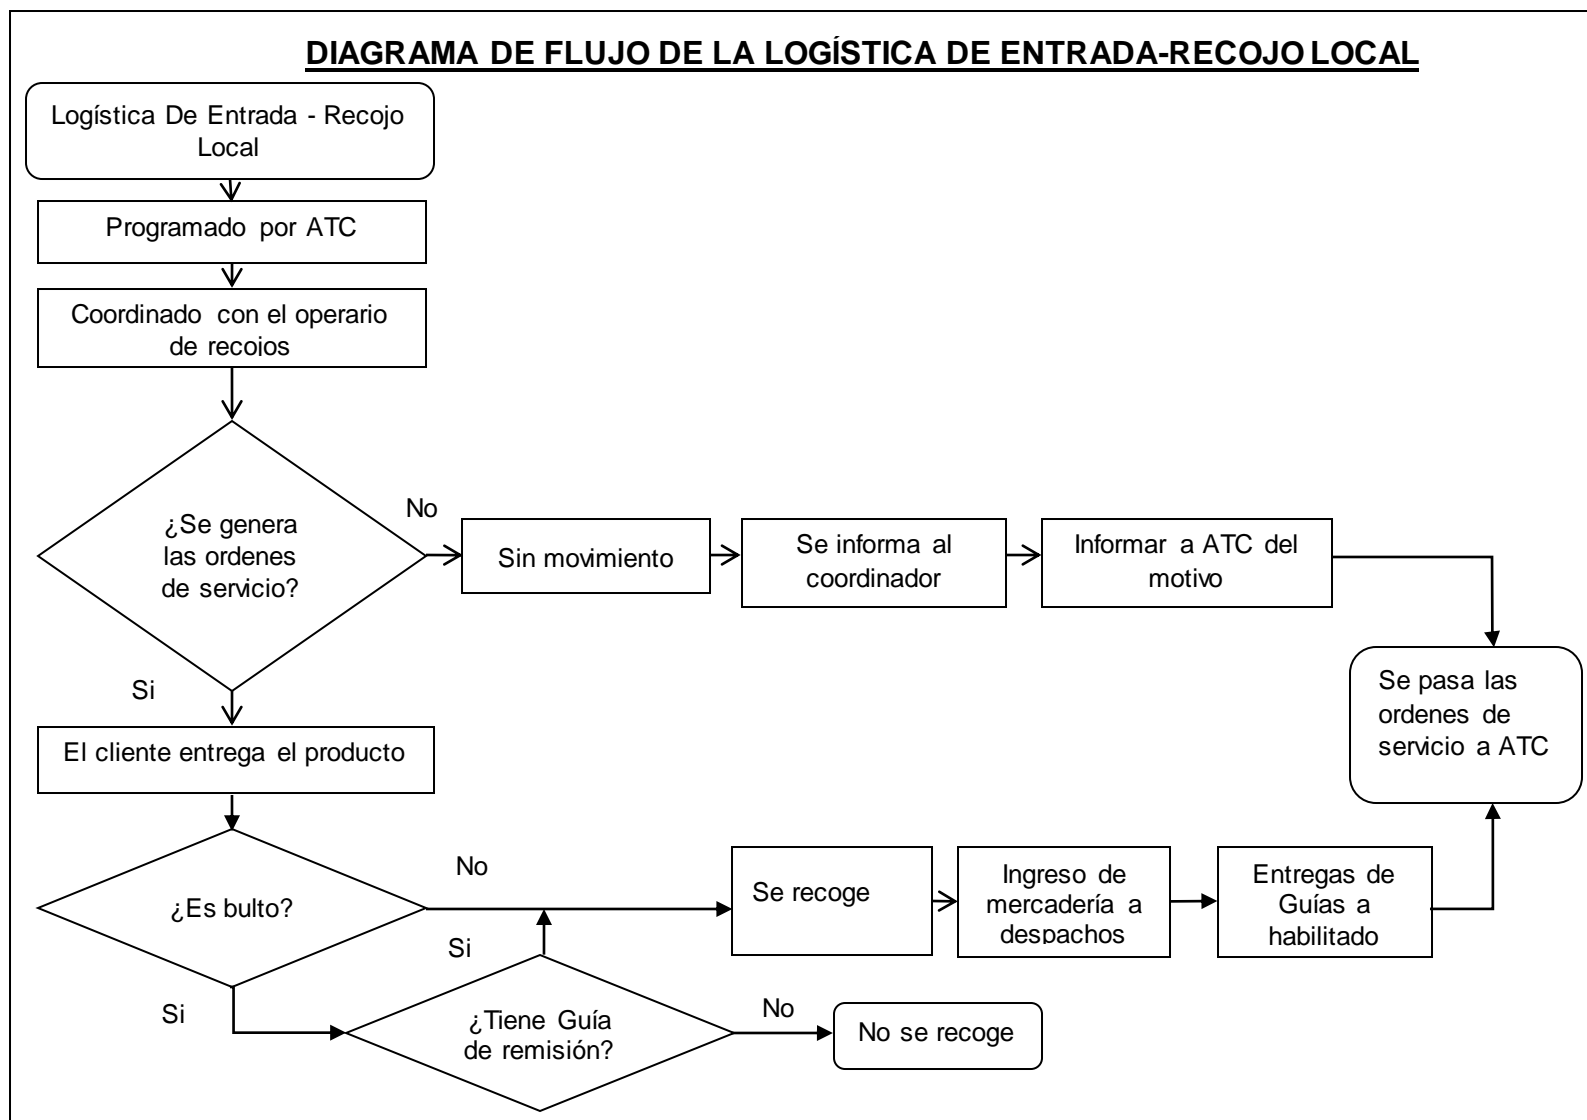 DIAGRAMA DE FLUJO DE LA LOGÍSTICA DE ENTRADA-RECOJO LOCAL
Logística De Entrada - Recojo
Local
Programado por ATC
Coordinado con el operario
de recojos
¿Se genera
las ordenes
de servicio?
No
Sin movimiento
Se informa al
coordinador
Informar a ATC del
motivo
Se pasa las
ordenes de
servicio a ATC
Si
El cliente entrega el producto
¿Es bulto?
No
Se recoge
Ingreso de
mercadería a
despachos
Entregas de
Guías a
habilitado
Si
Si
¿Tiene Guía
de remisión?
No
No se recoge